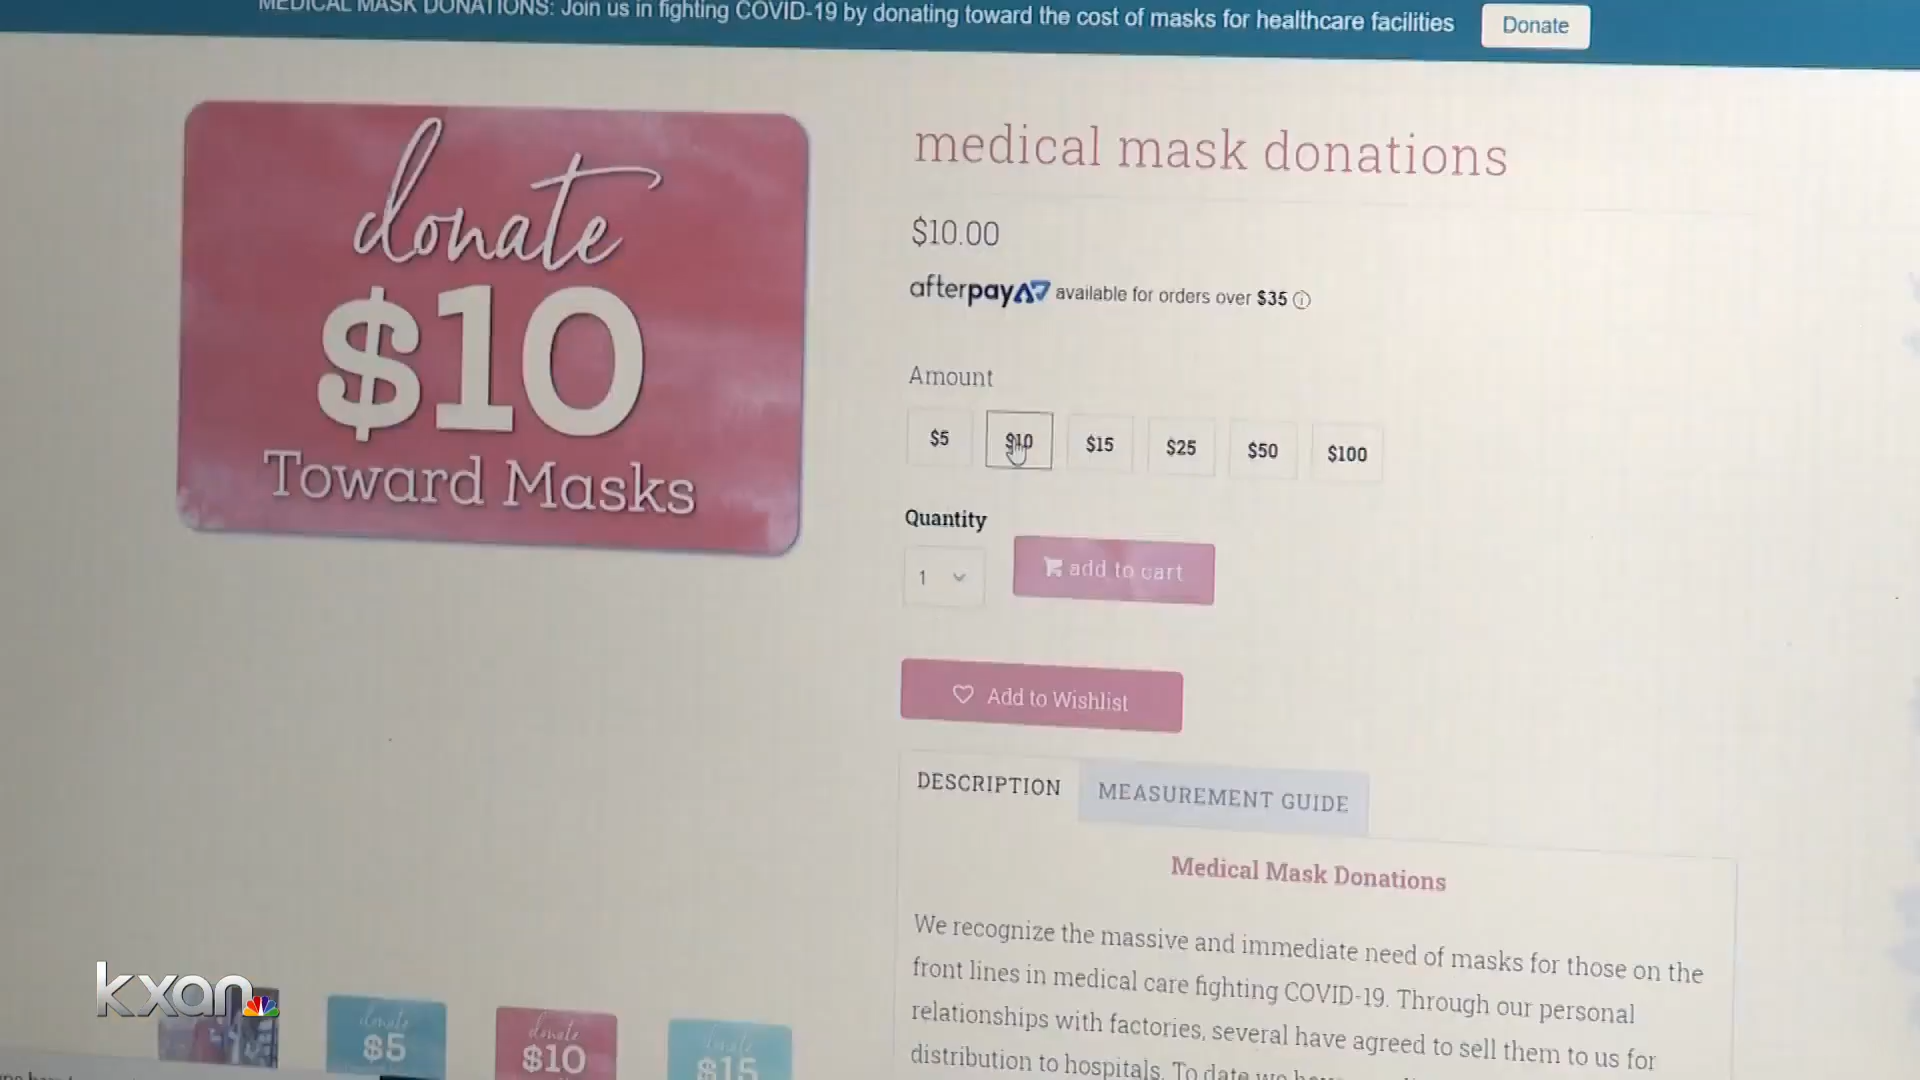 MEDICAL MASK DONATIONS: Join us in fighting COVID-19 by donating toward the cost of masks for healthcare facilities
Donate
donate
$10
Toward Masks
medical mask donations
$10.00
afterpay available for orders over $35
Amount
$5 $10 $15 $25 $50 $100
Quantity
1
add to cart
Add to Wishlist
DESCRIPTION
MEASUREMENT GUIDE
Medical Mask Donations
We recognize the massive and immediate need of masks for those on the
front lines in medical care fighting COVID-19. Through our personal
relationships with factories, several have agreed to sell them to us for
distribution to hospitals. To date we
kxan
donate
$5
donate
$10
donate
$15